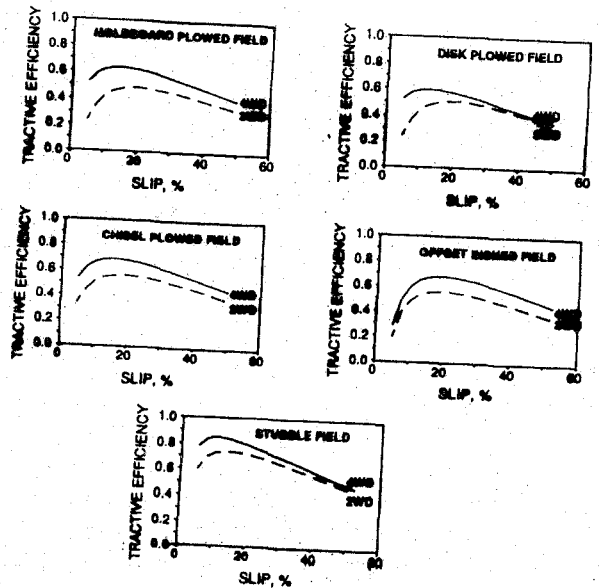 MOLDBOARD PLOWED FIELD
TRACTIVE EFFICIENCY
1.0
0.8
0.6
0.4
0.2
0.0
0
20
40
60
SLIP, %
4WD
2WD
DISK PLOWED FIELD
TRACTIVE EFFICIENCY
1.0
0.8
0.6
0.4
0.2
0.0
0
20
40
60
SLIP, %
4WD
2WD
CHISEL PLOWED FIELD
TRACTIVE EFFICIENCY
1.0
0.8
0.6
0.4
0.2
0.0
0
20
40
60
SLIP, %
4WD
2WD
OFFSET DISKED FIELD
TRACTIVE EFFICIENCY
1.0
0.8
0.6
0.4
0.2
0.0
0
20
40
60
SLIP, %
4WD
2WD
STUBBLE FIELD
TRACTIVE EFFICIENCY
1.0
0.8
0.6
0.4
0.2
0.0
0
20
40
60
SLIP, %
4WD
2WD